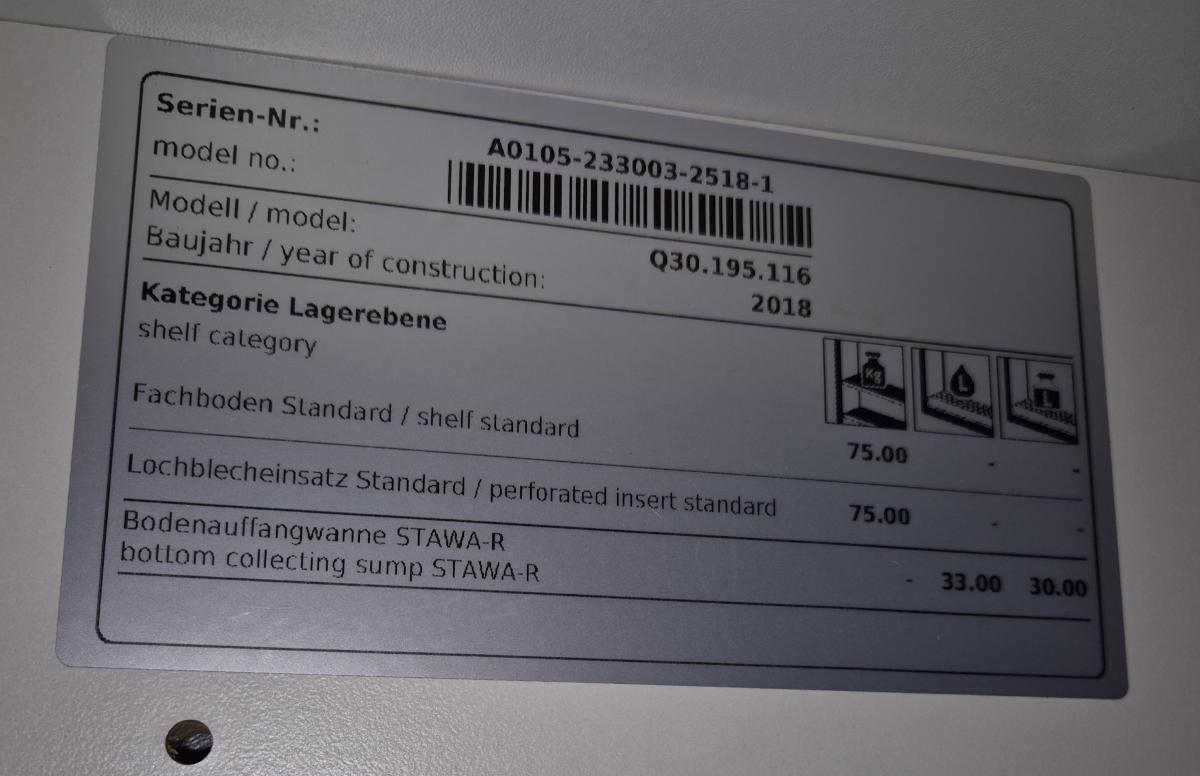 Serien-Nr.:
model no.:
A0105-233003-2518-1
Modell / model:
Q30.195.116
Baujahr / year of construction:
2018
Kategorie Lagerebene
shelf category
Kg L L
Fachboden Standard / shelf standard 75.00 - -
Lochblecheinsatz Standard / perforated insert standard 75.00 - -
Bodenauffangwanne STAWA-R
bottom collecting sump STAWA-R - 33.00 30.00